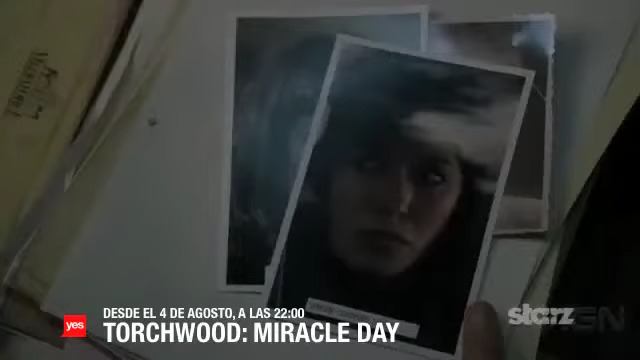 DESDE EL 4 DE AGOSTO, A LAS 22:00
yes
TORCHWOOD: MIRACLE DAY
starz